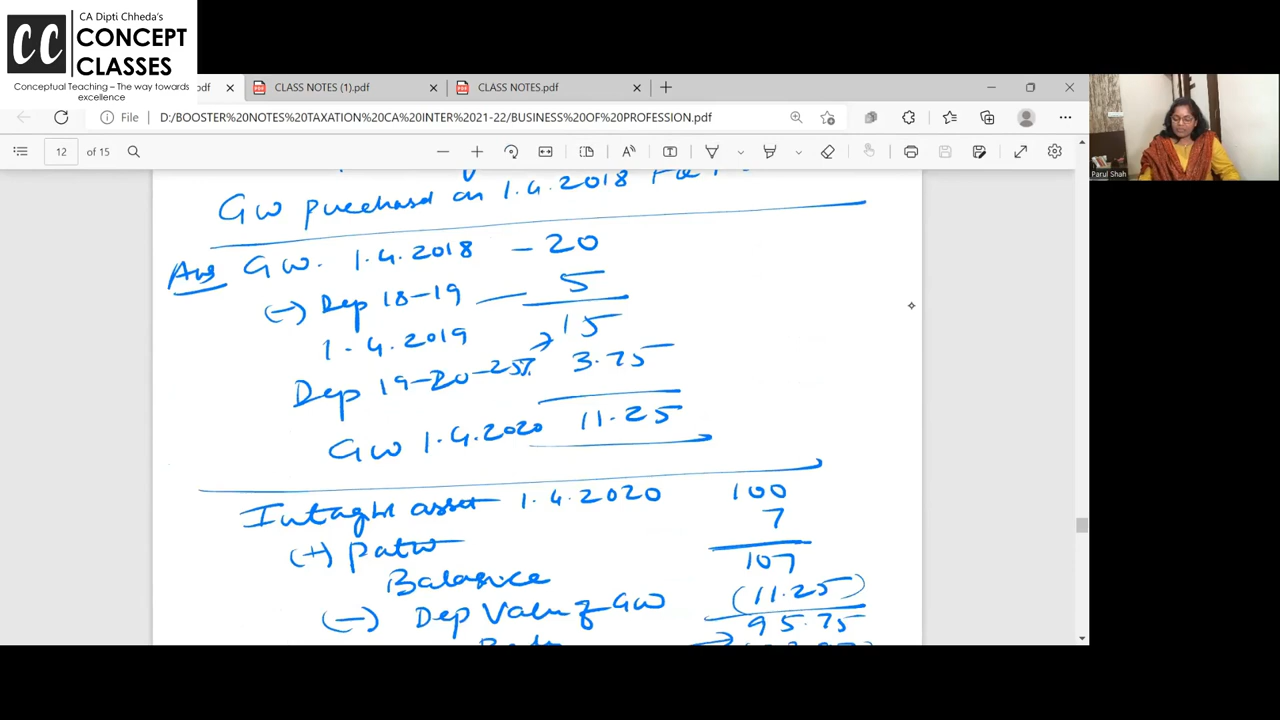 CA Dipti Chheda's
CC CONCEPT
CLASSES
Conceptual Teaching – The way towards
excellence
pdf
CLASS NOTES (1).pdf
CLASS NOTES.pdf
File D:/BOOSTER%20NOTES%20TAXATION%20CA%20INTER%202021-22/BUSINESS%20OF%20PROFESSION.pdf
12 of 15
GW purchased on 1.4.2018 for
Ans GW. 1.4.2018 – 20
(–) Dep 18–19 — 5
1.4.2019 15
Dep 19–20 – 25% → 3.75
GW 1.4.2020 11.25
Intagble asset 1.4.2020 100
(+) 7
107
Balance
(–) Dep Value of GW (11.25)
95.75
Parul Shah